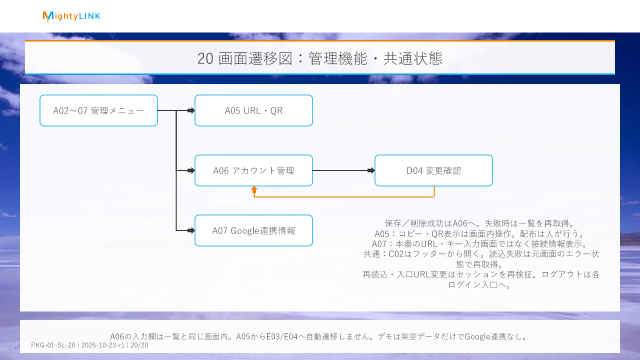 MightyLINK
20 画面遷移図：管理機能・共通状態
A02〜07 管理メニュー
A05 URL・QR
A06 アカウント管理
D04 変更確認
A07 Google連携情報
保存／削除成功はA06へ。失敗時は一覧を再取得。
A05：コピー・QR表示は画面内操作。配布は人が行う。
A07：本番のURL・キー入力画面ではなく接続情報表示。
共通：C02はフッターから開く。読込失敗は元画面のエラー状
態で再取得。
再読込・入口URL変更はセッションを再検証。ログアウトは各
ログイン入口へ。
A06の入力欄は一覧と同じ画面内。A05からE03/E04へ自動遷移しません。デモは架空データだけでGoogle連携なし。
PKG-01-SL-20 | 2026-10-23-r1 | 20/20